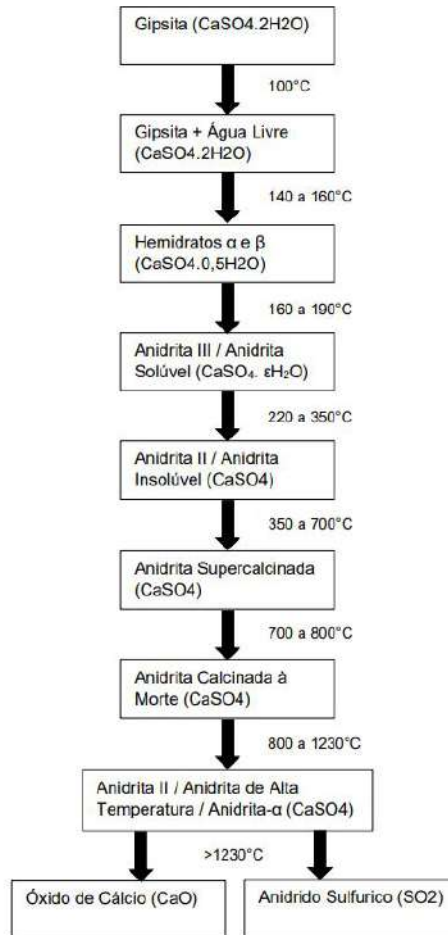 Gipsita (CaSO4.2H2O)
100°C
Gipsita + Água Livre
(CaSO4.2H2O)
140 a 160°C
Hemidratos α e β
(CaSO4.0,5H2O)
160 a 190°C
Anidrita III / Anidrita
Solúvel (CaSO₄. εH₂O)
220 a 350°C
Anidrita II / Anidrita
Insolúvel (CaSO4)
350 a 700°C
Anidrita Supercalcinada
(CaSO4)
700 a 800°C
Anidrita Calcinada à
Morte (CaSO4)
800 a 1230°C
Anidrita II / Anidrita de Alta
Temperatura / Anidrita-α (CaSO4)
>1230°C
Óxido de Cálcio (CaO)
Anidrido Sulfurico (SO2)